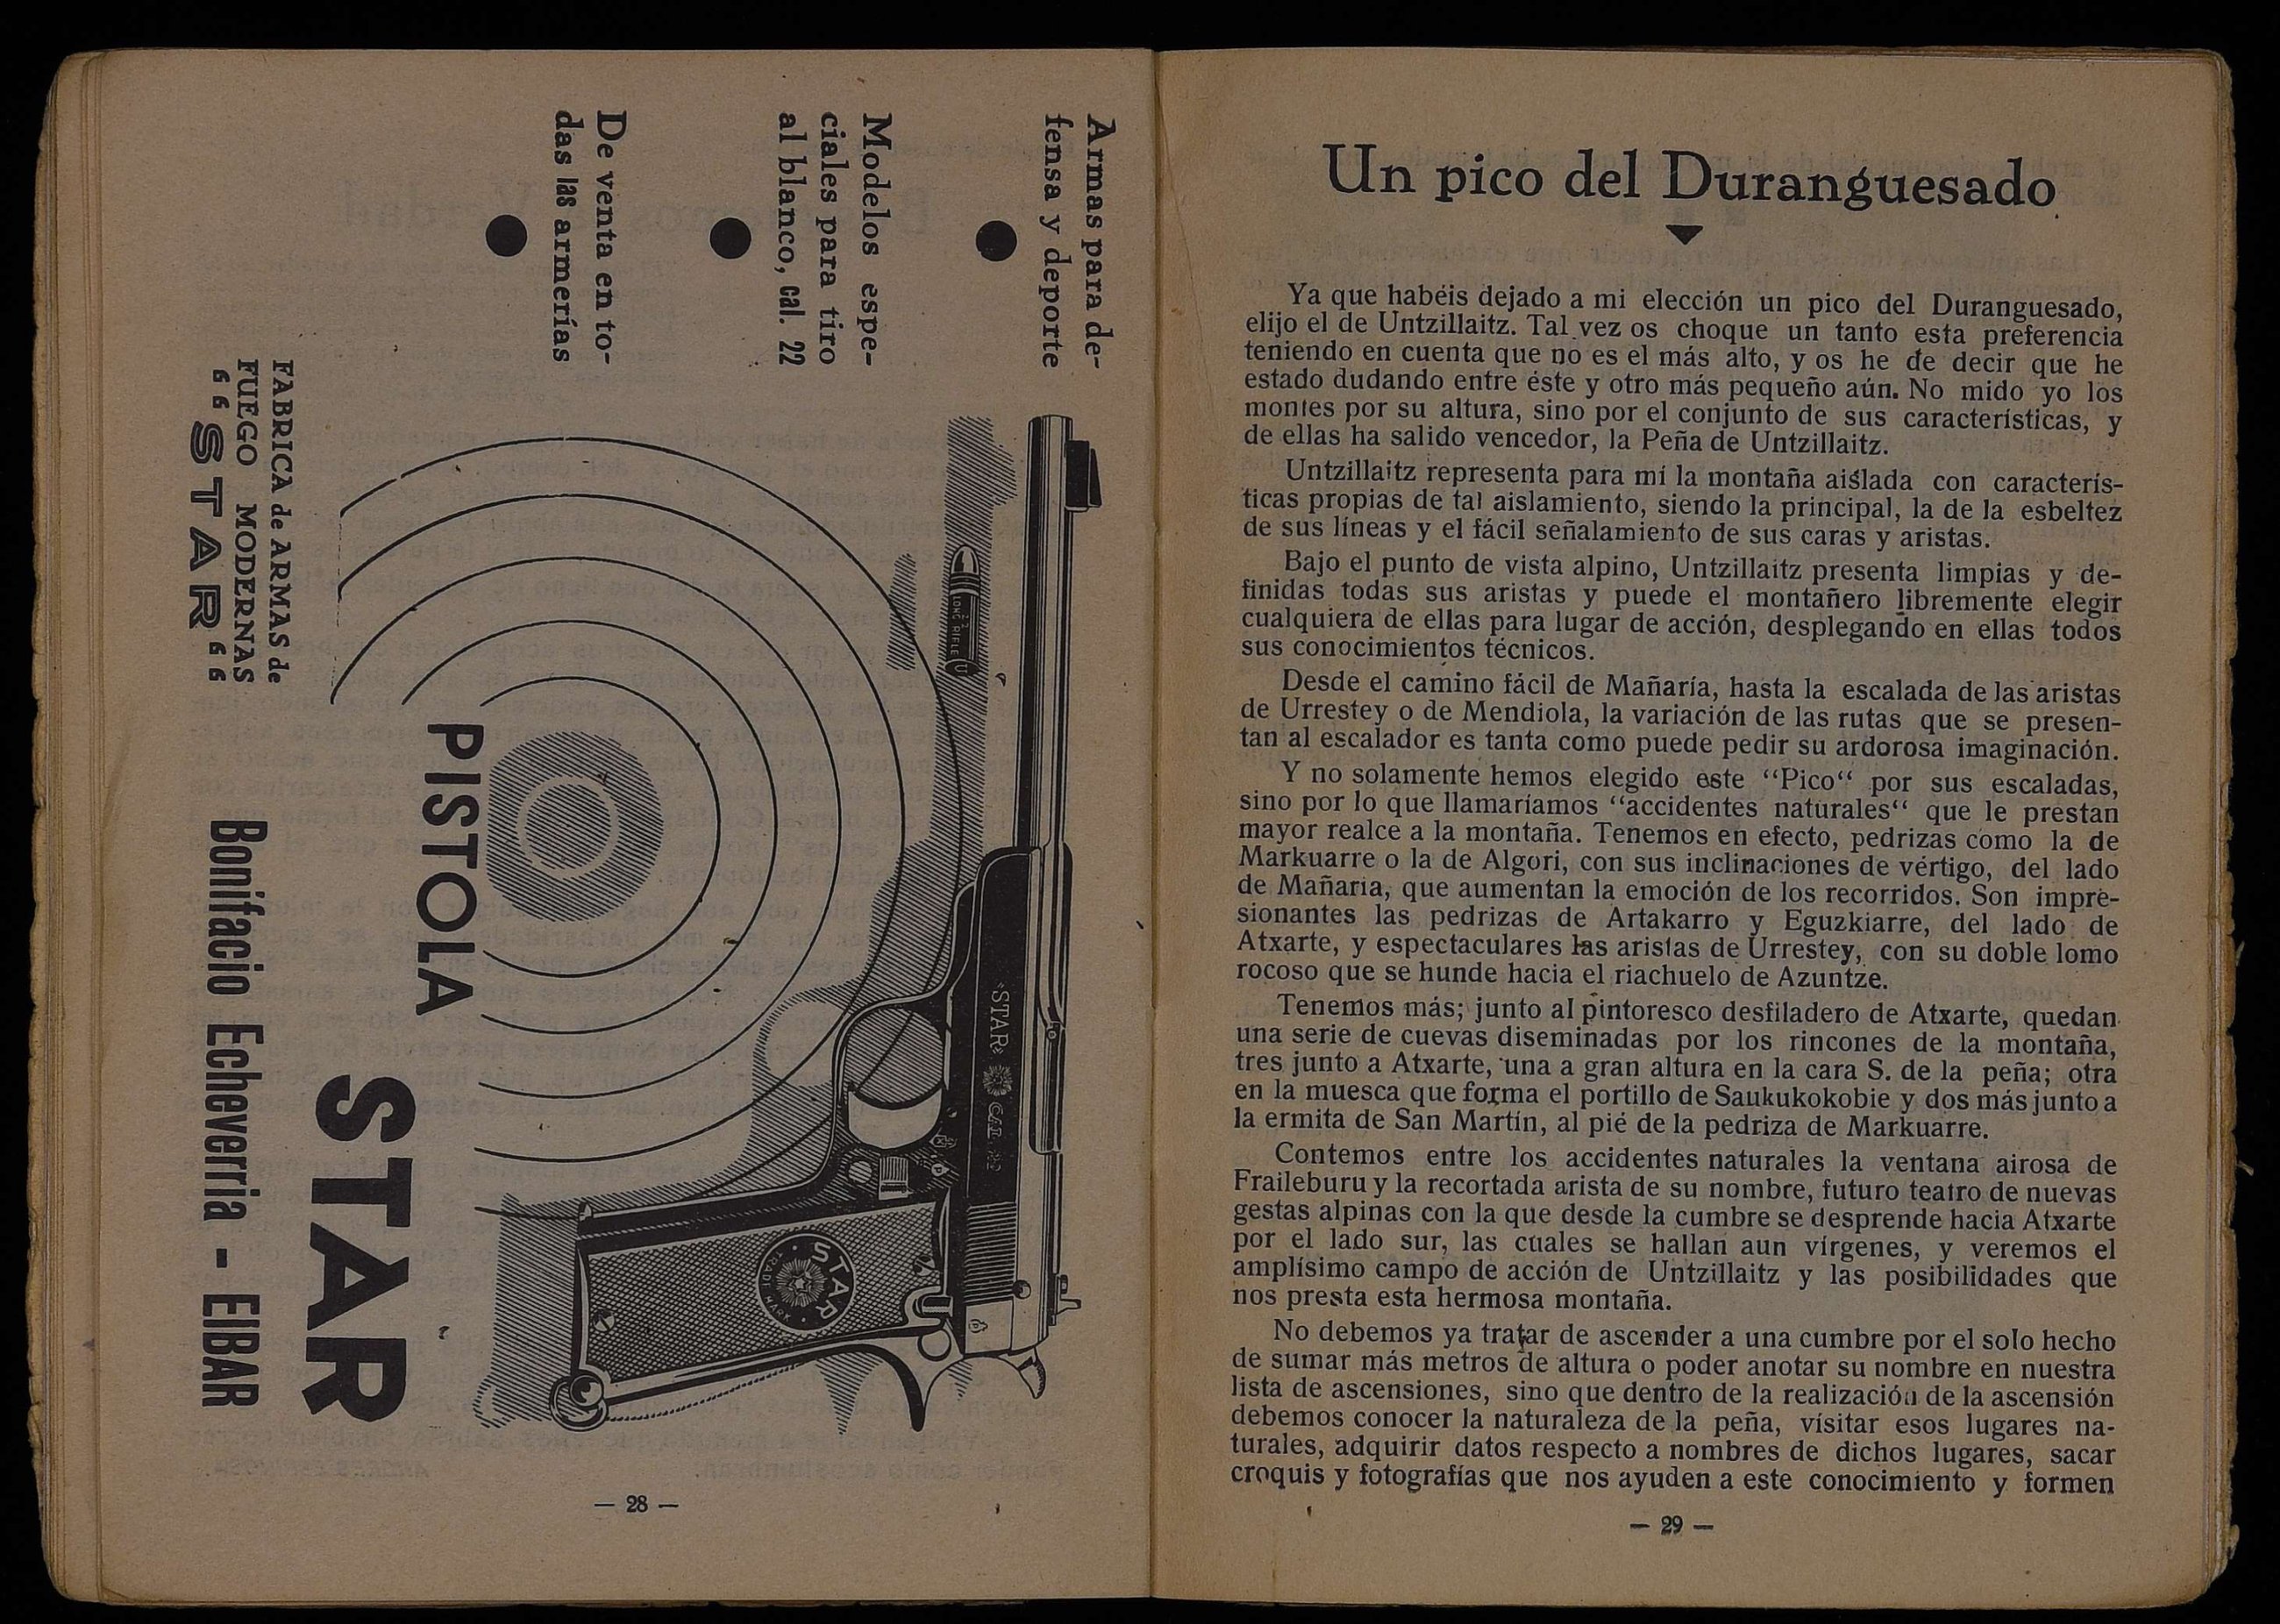 Armas para de-
fensa y deporte
Modelos espe-
ciales para tiro
al blanco, cal. 22
De venta en to-
das las armerías
22
LONG RIFLE
U
"STAR" CAL 22
STAR
TRADE MARK
PISTOLA
STAR
FABRICA de ARMAS de
FUEGO MODERNAS
“STAR“
Bonifacio Echeverria - EIBAR
— 28 —
Un pico del Duranguesado
Ya que habéis dejado a mi elección un pico del Duranguesado,
elijo el de Untzillaitz. Tal vez os choque un tanto esta preferencia
teniendo en cuenta que no es el más alto, y os he de decir que he
estado dudando entre éste y otro más pequeño aún. No mido yo los
montes por su altura, sino por el conjunto de sus características, y
de ellas ha salido vencedor, la Peña de Untzillaitz.
Untzillaitz representa para mí la montaña aislada con caracterís-
ticas propias de tal aislamiento, siendo la principal, la de la esbeltez
de sus líneas y el fácil señalamiento de sus caras y aristas.
Bajo el punto de vista alpino, Untzillaitz presenta limpias y de-
finidas todas sus aristas y puede el montañero libremente elegir
cualquiera de ellas para lugar de acción, desplegando en ellas todos
sus conocimientos técnicos.
Desde el camino fácil de Mañaría, hasta la escalada de las aristas
de Urrestey o de Mendiola, la variación de las rutas que se presen-
tan al escalador es tanta como puede pedir su ardorosa imaginación.
Y no solamente hemos elegido este “Pico“ por sus escaladas,
sino por lo que llamaríamos “accidentes naturales“ que le prestan
mayor realce a la montaña. Tenemos en efecto, pedrizas como la de
Markuarre o la de Algori, con sus inclinaciones de vértigo, del lado
de Mañaria, que aumentan la emoción de los recorridos. Son impre-
sionantes las pedrizas de Artakarro y Eguzkiarre, del lado de
Atxarte, y espectaculares las aristas de Urrestey, con su doble lomo
rocoso que se hunde hacia el riachuelo de Azuntze.
Tenemos más; junto al pintoresco desfiladero de Atxarte, quedan
una serie de cuevas diseminadas por los rincones de la montaña,
tres junto a Atxarte, una a gran altura en la cara S. de la peña; otra
en la muesca que forma el portillo de Saukukokobie y dos más junto a
la ermita de San Martín, al pié de la pedriza de Markuarre.
Contemos entre los accidentes naturales la ventana airosa de
Fraileburu y la recortada arista de su nombre, futuro teatro de nuevas
gestas alpinas con la que desde la cumbre se desprende hacia Atxarte
por el lado sur, las cuales se hallan aun vírgenes, y veremos el
amplísimo campo de acción de Untzillaitz y las posibilidades que
nos presta esta hermosa montaña.
No debemos ya tratar de ascender a una cumbre por el solo hecho
de sumar más metros de altura o poder anotar su nombre en nuestra
lista de ascensiones, sino que dentro de la realización de la ascensión
debemos conocer la naturaleza de la peña, vísitar esos lugares na-
turales, adquirir datos respecto a nombres de dichos lugares, sacar
croquis y fotografías que nos ayuden a este conocimiento y formen
— 29 —